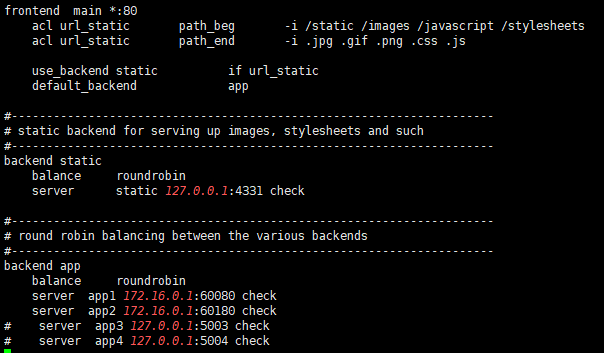 frontend  main *:80
    acl url_static       path_beg       -i /static /images /javascript /stylesheets
    acl url_static       path_end       -i .jpg .gif .png .css .js

    use_backend static          if url_static
    default_backend             app

#---------------------------------------------------------------------
# static backend for serving up images, stylesheets and such
#---------------------------------------------------------------------
backend static
    balance     roundrobin
    server      static 127.0.0.1:4331 check

#---------------------------------------------------------------------
# round robin balancing between the various backends
#---------------------------------------------------------------------
backend app
    balance     roundrobin
    server  app1 172.16.0.1:60080 check
    server  app2 172.16.0.1:60180 check
#    server  app3 127.0.0.1:5003 check
#    server  app4 127.0.0.1:5004 check